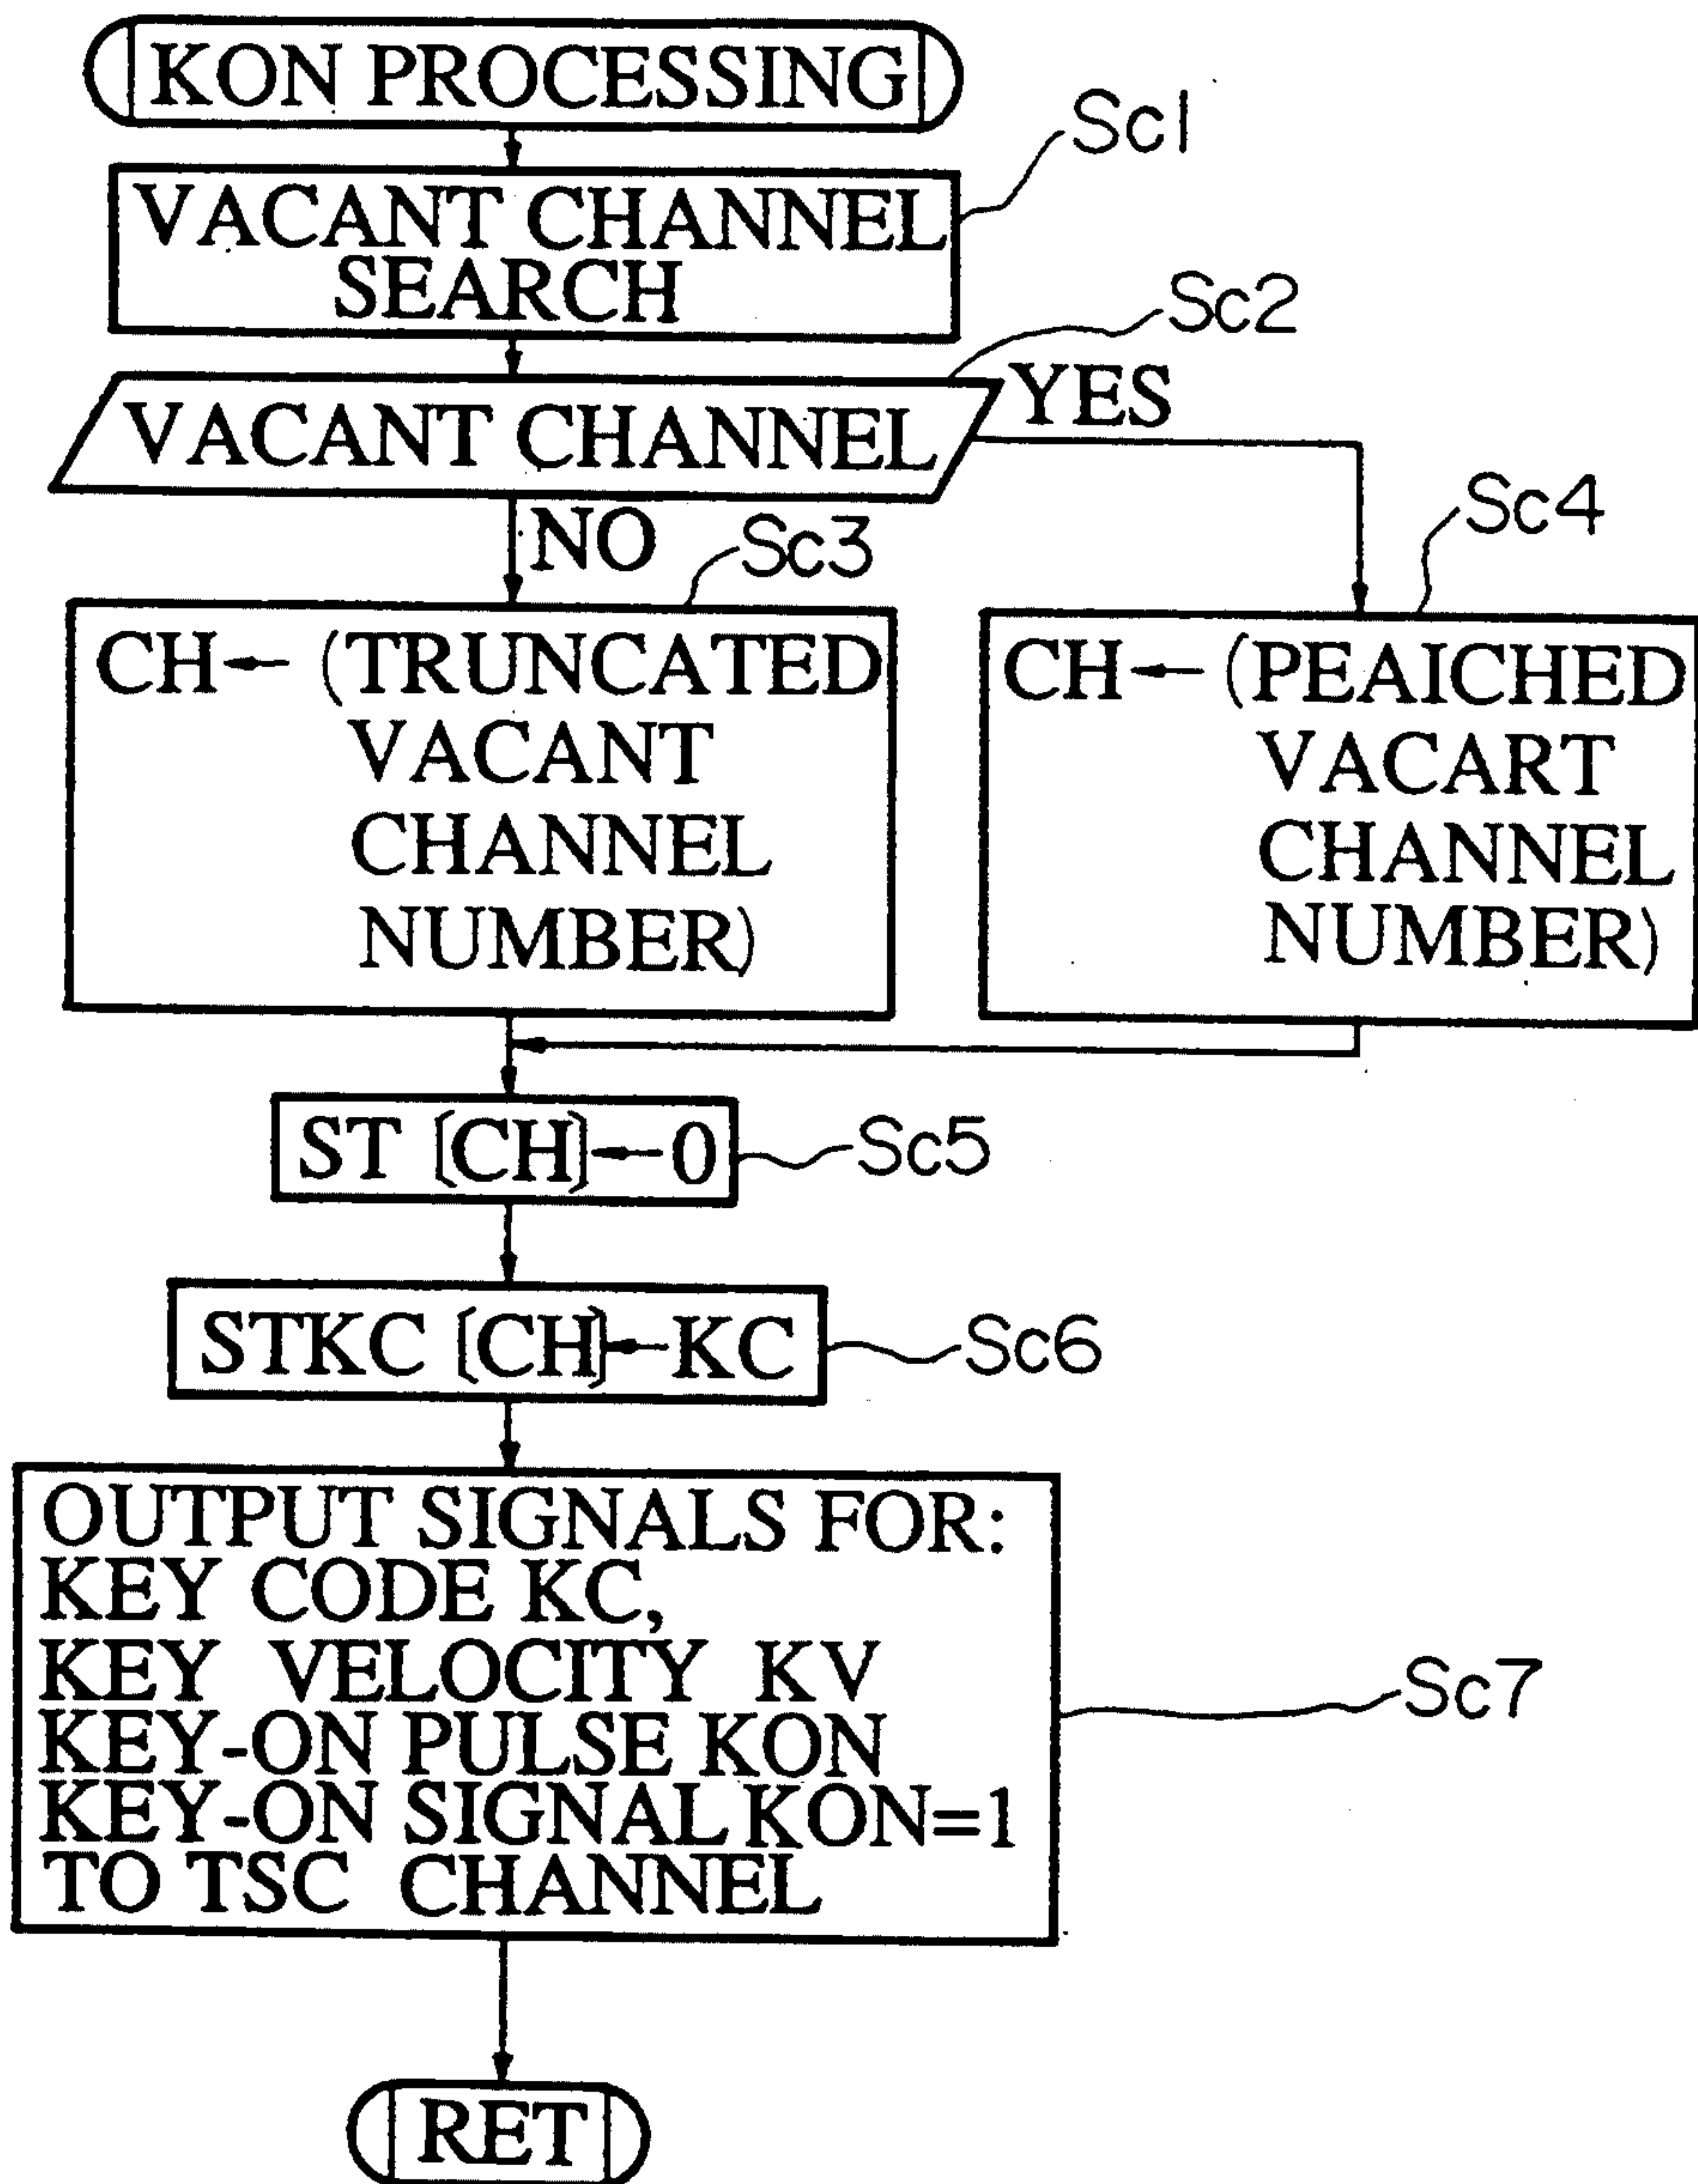 KON PROCESSING
Sc1
VACANT CHANNEL
SEARCH
Sc2
VACANT CHANNEL
YES
NO
Sc3
Sc4
CH← (TRUNCATED
VACANT
CHANNEL
NUMBER)
CH← (PEAICHED
VACART
CHANNEL
NUMBER)
ST [CH]←0
Sc5
STKC [CH]←KC
Sc6
OUTPUT SIGNALS FOR:
KEY CODE KC,
KEY VELOCITY KV
KEY-ON PULSE KON
KEY-ON SIGNAL KON=1
TO TSC CHANNEL
Sc7
RET